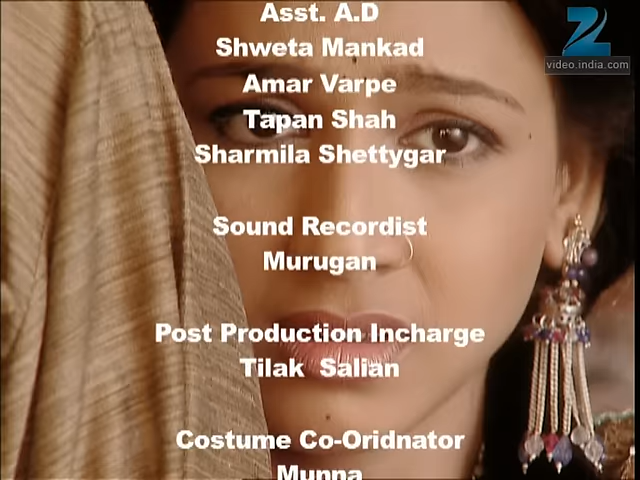 Asst. A.D
Shweta Mankad
Amar Varpe
Tapan Shah
Sharmila Shettygar
Sound Recordist
Murugan
Post Production Incharge
Tilak Salian
Costume Co-Oridnator
Munna
video.india.com